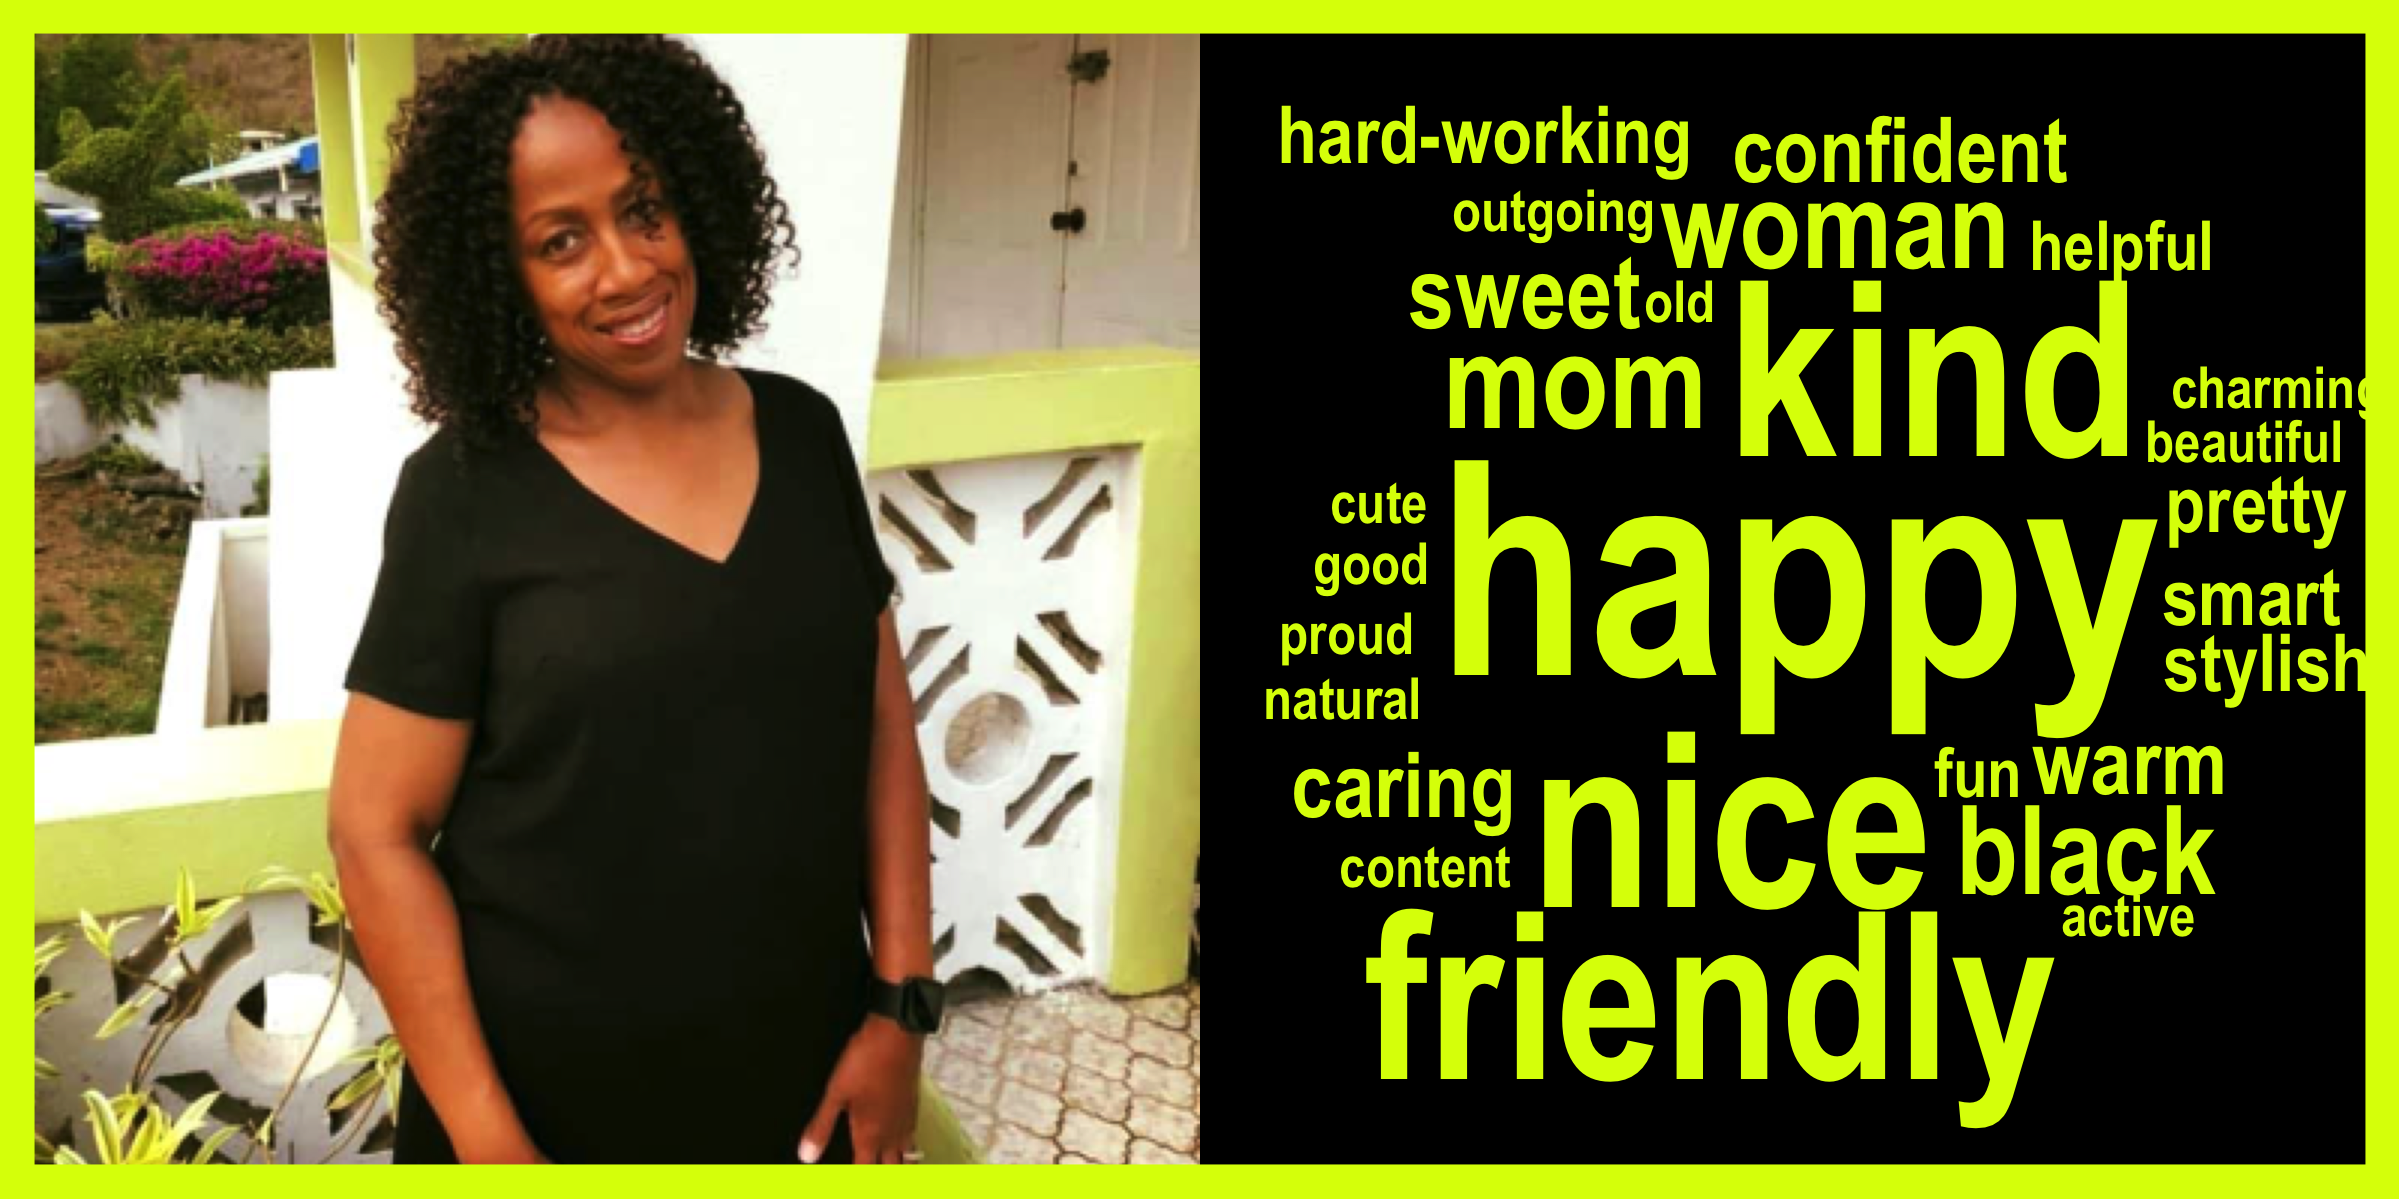 hard-working confident
outgoing woman helpful
sweet old kind
mom
charming
beautiful
cute happy pretty
good
smart
proud
stylish
natural
caring nice fun warm
black
content
active
friendly